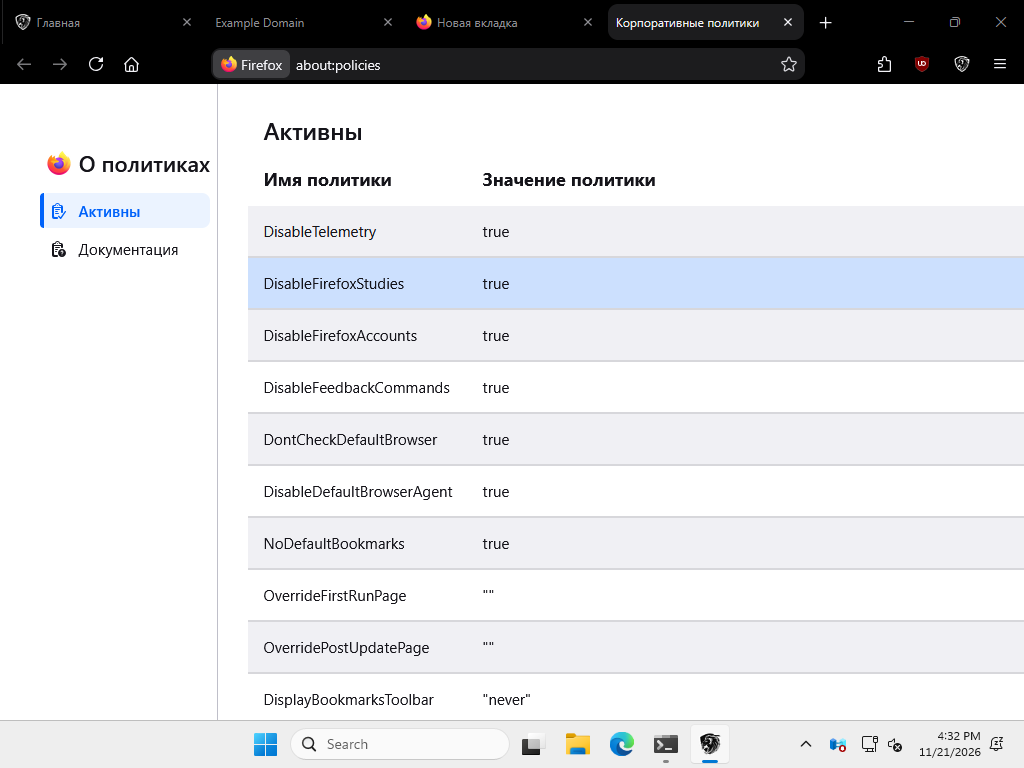 Главная
Example Domain
Новая вкладка
Корпоративные политики
Firefox
about:policies
О политиках
Активны
Документация
Активны
Имя политики Значение политики
DisableTelemetry true
DisableFirefoxStudies true
DisableFirefoxAccounts true
DisableFeedbackCommands true
DontCheckDefaultBrowser true
DisableDefaultBrowserAgent true
NoDefaultBookmarks true
OverrideFirstRunPage ""
OverridePostUpdatePage ""
DisplayBookmarksToolbar "never"
Search
4:32 PM
11/21/2026